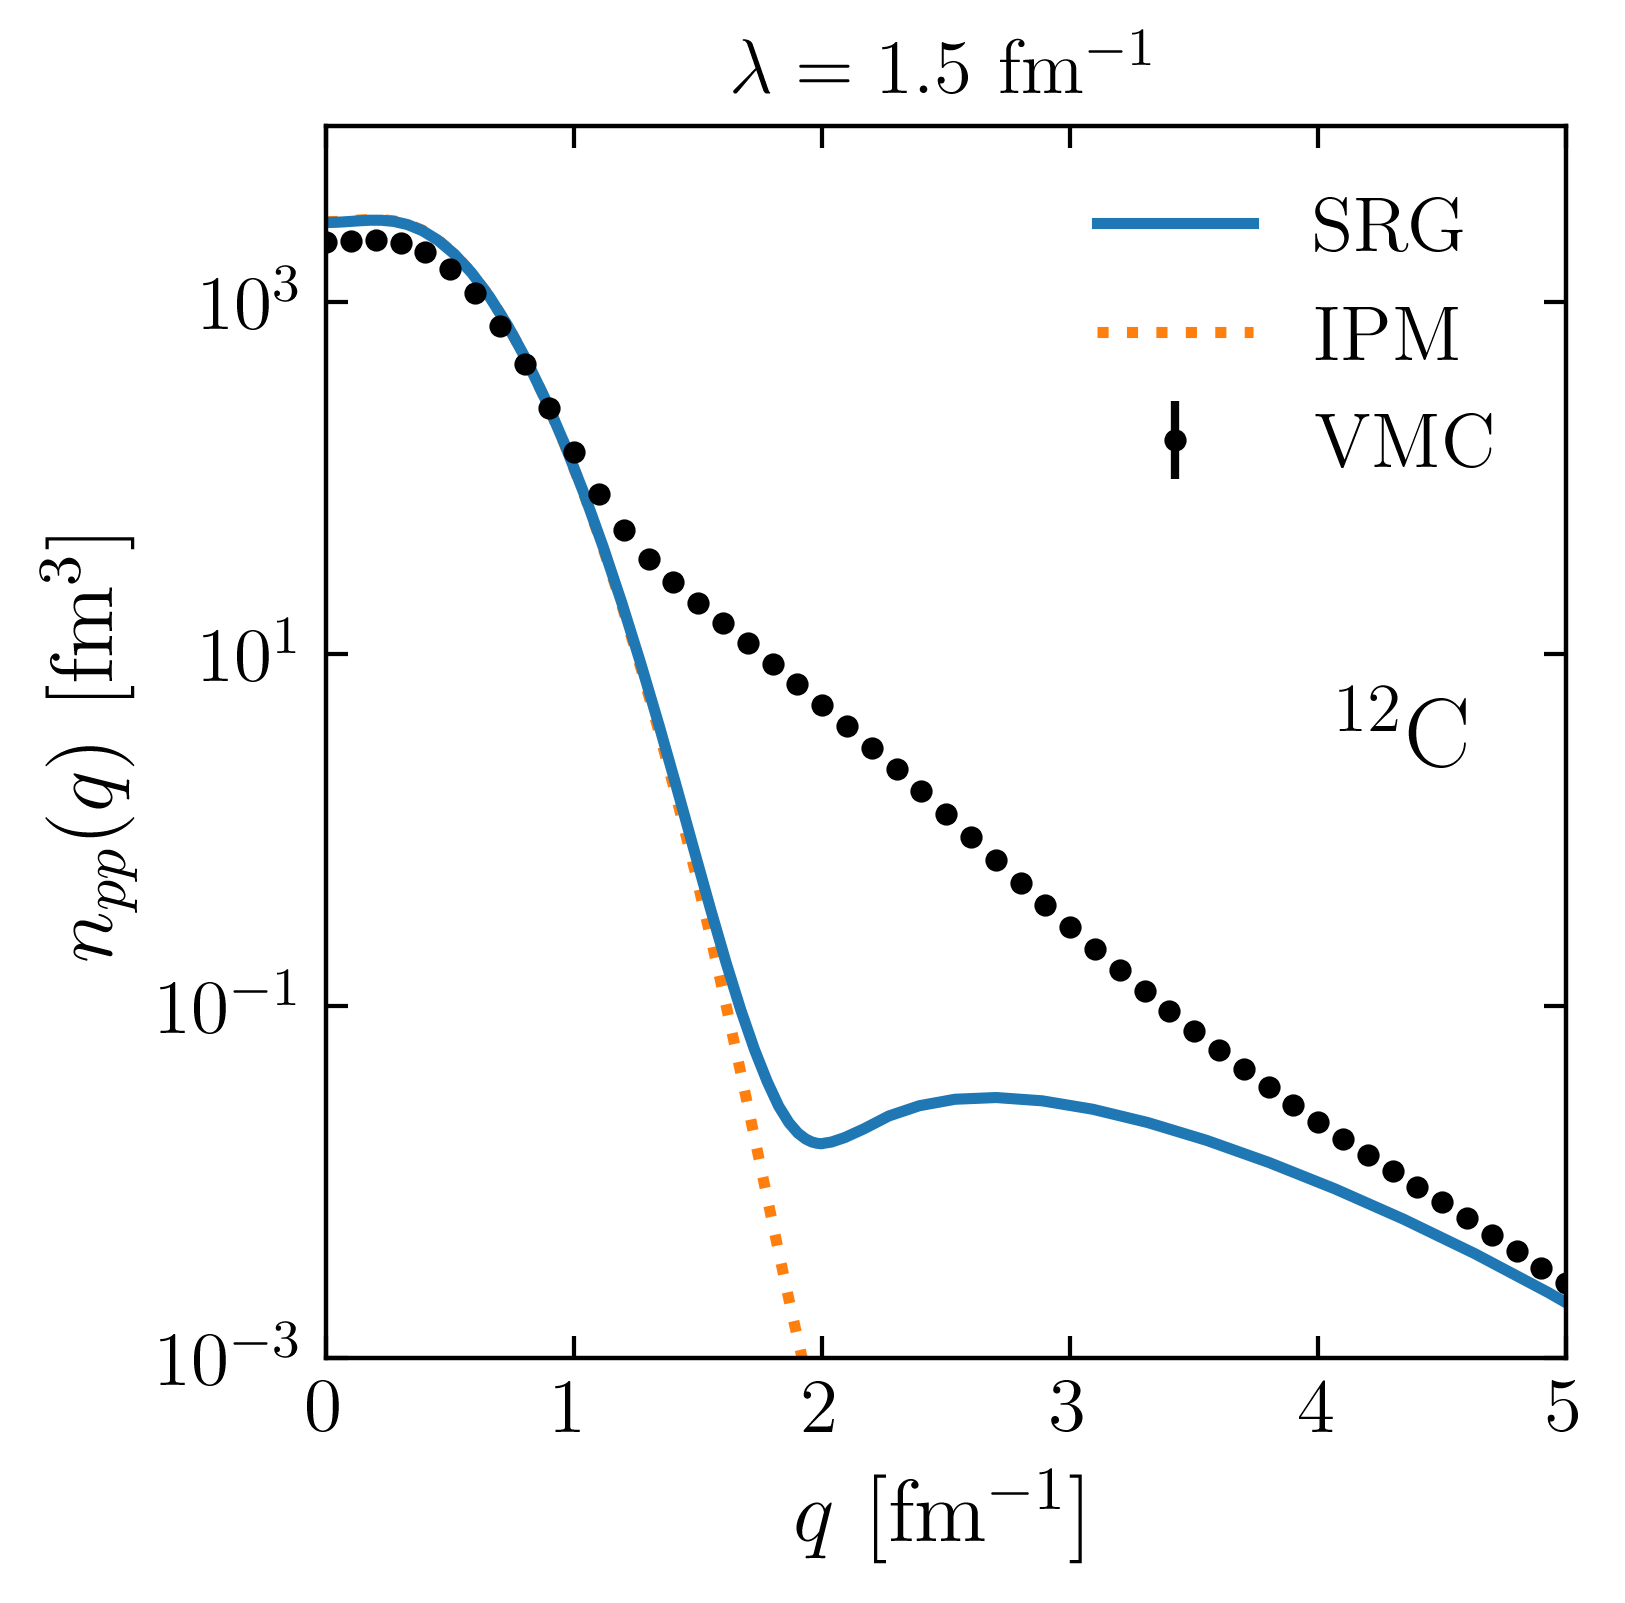 λ = 1.5 fm⁻¹
SRG
IPM
VMC
¹²C
n_pp(q) [fm³]
10³
10¹
10⁻¹
10⁻³
0 1 2 3 4 5
q [fm⁻¹]